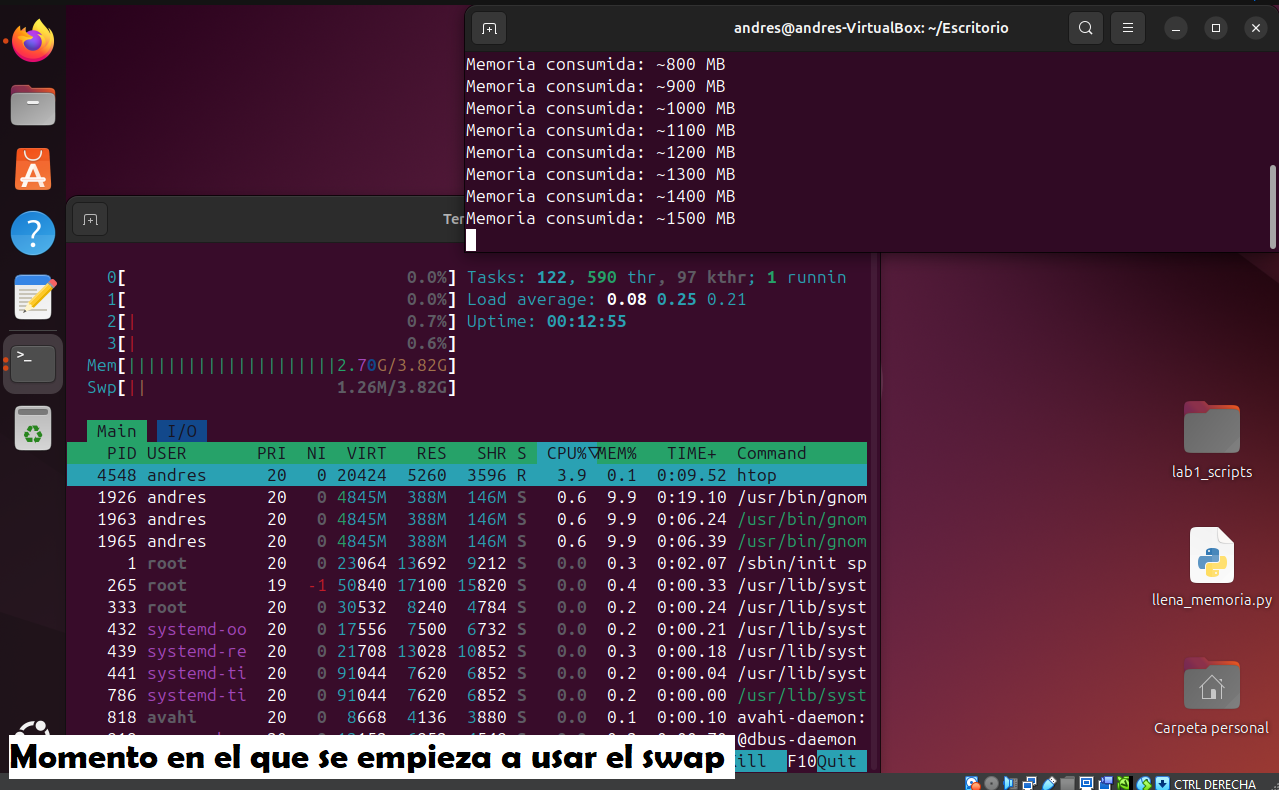 andres@andres-VirtualBox: ~/Escritorio
Memoria consumida: ~800 MB
Memoria consumida: ~900 MB
Memoria consumida: ~1000 MB
Memoria consumida: ~1100 MB
Memoria consumida: ~1200 MB
Memoria consumida: ~1300 MB
Memoria consumida: ~1400 MB
Memoria consumida: ~1500 MB
Ter
0[ 0.0%] Tasks: 122, 590 thr, 97 kthr; 1 runnin
1[ 0.0%] Load average: 0.08 0.25 0.21
2[| 0.7%] Uptime: 00:12:55
3[| 0.6%]
Mem[|||||||||||||||||||||2.70G/3.82G]
Swp[|| 1.26M/3.82G]
Main I/O
PID USER PRI NI VIRT RES SHR S CPU%▽MEM% TIME+ Command
4548 andres 20 0 20424 5260 3596 R 3.9 0.1 0:09.52 htop
1926 andres 20 0 4845M 388M 146M S 0.6 9.9 0:19.10 /usr/bin/gnom
1963 andres 20 0 4845M 388M 146M S 0.6 9.9 0:06.24 /usr/bin/gnom
1965 andres 20 0 4845M 388M 146M S 0.6 9.9 0:06.39 /usr/bin/gnom
1 root 20 0 23064 13692 9212 S 0.0 0.3 0:02.07 /sbin/init sp
265 root 19 -1 50840 17100 15820 S 0.0 0.4 0:00.33 /usr/lib/syst
333 root 20 0 30532 8240 4784 S 0.0 0.2 0:00.24 /usr/lib/syst
432 systemd-oo 20 0 17556 7500 6732 S 0.0 0.2 0:00.21 /usr/lib/syst
439 systemd-re 20 0 21708 13028 10852 S 0.0 0.3 0:00.18 /usr/lib/syst
441 systemd-ti 20 0 91044 7620 6852 S 0.0 0.2 0:00.04 /usr/lib/syst
786 systemd-ti 20 0 91044 7620 6852 S 0.0 0.2 0:00.00 /usr/lib/syst
818 avahi 20 0 8668 4136 3880 S 0.0 0.1 0:00.10 avahi-daemon:
@dbus-daemon
ill F10Quit
lab1_scripts
llena_memoria.py
Carpeta personal
Momento en el que se empieza a usar el swap
CTRL DERECHA